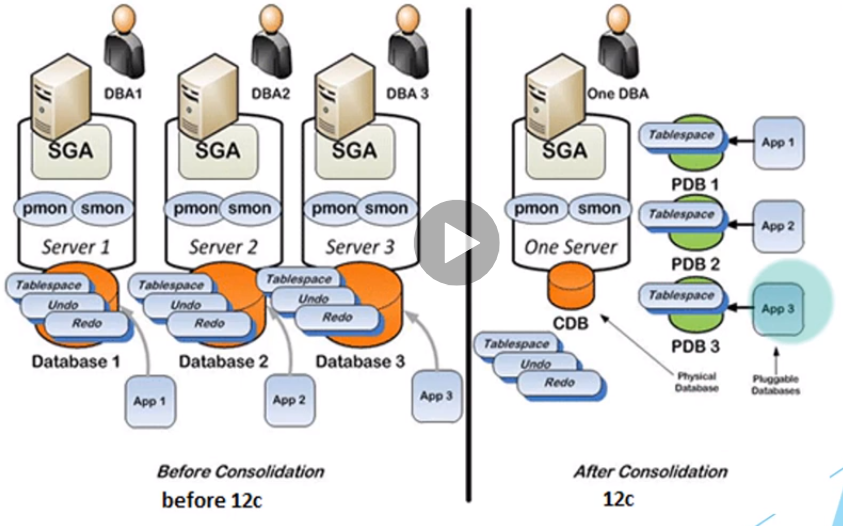 DBA1
DBA2
DBA 3
SGA
SGA
SGA
pmon smon
pmon smon
pmon smon
Server 1
Server 2
Server 3
Tablespace
Undo
Redo
Tablespace
Undo
Redo
Tablespace
Undo
Redo
Database 1
Database 2
Database 3
App 1
App 2
App 3
Before Consolidation
before 12c
One DBA
SGA
pmon smon
One Server
CDB
Tablespace
Undo
Redo
Tablespace
App 1
PDB 1
Tablespace
App 2
PDB 2
Tablespace
App 3
PDB 3
Physical
Database
Pluggable
Databases
After Consolidation
12c